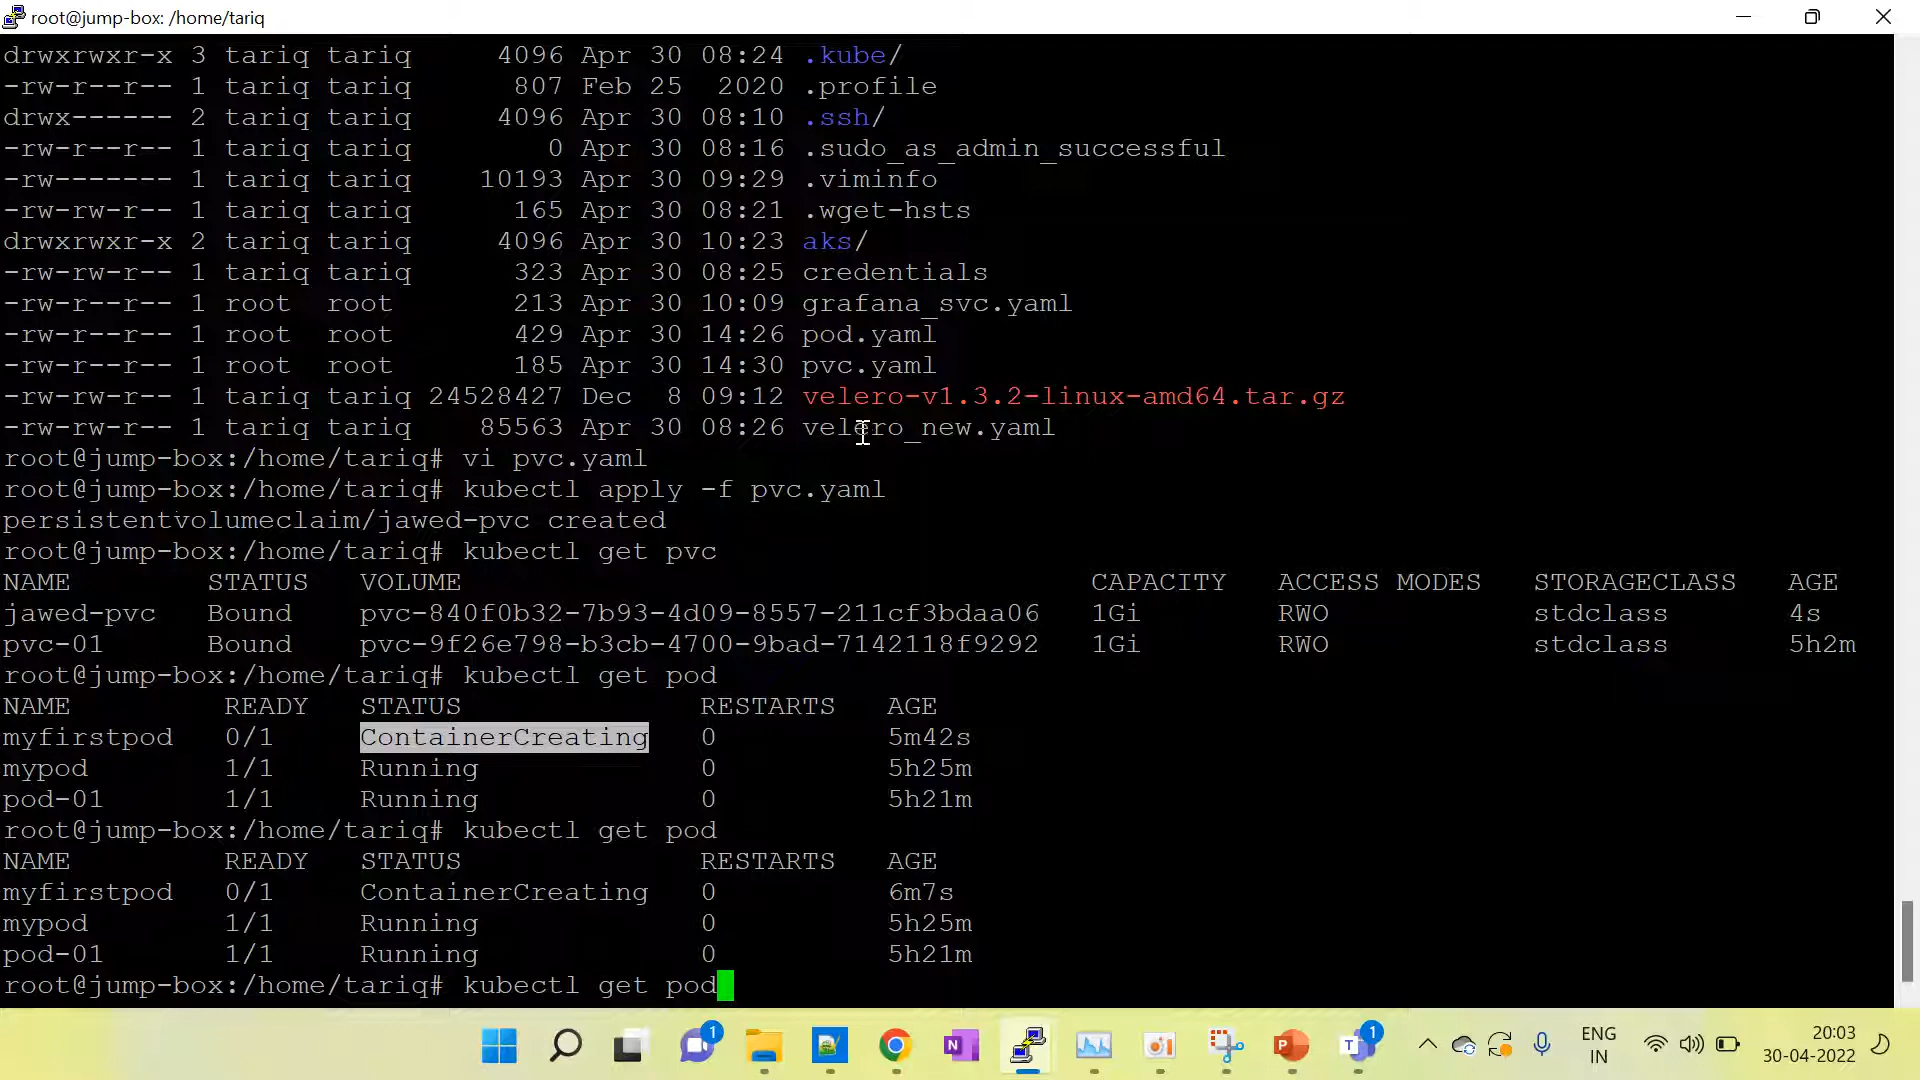 root@jump-box: /home/tariq
drwxrwxr-x 3 tariq tariq     4096 Apr 30 08:24 .kube/
-rw-r--r-- 1 tariq tariq      807 Feb 25  2020 .profile
drwx------ 2 tariq tariq     4096 Apr 30 08:10 .ssh/
-rw-r--r-- 1 tariq tariq        0 Apr 30 08:16 .sudo_as_admin_successful
-rw------- 1 tariq tariq    10193 Apr 30 09:29 .viminfo
-rw-rw-r-- 1 tariq tariq      165 Apr 30 08:21 .wget-hsts
drwxrwxr-x 2 tariq tariq     4096 Apr 30 10:23 aks/
-rw-rw-r-- 1 tariq tariq      323 Apr 30 08:25 credentials
-rw-r--r-- 1 root  root       213 Apr 30 10:09 grafana_svc.yaml
-rw-r--r-- 1 root  root       429 Apr 30 14:26 pod.yaml
-rw-r--r-- 1 root  root       185 Apr 30 14:30 pvc.yaml
-rw-rw-r-- 1 tariq tariq 24528427 Dec  8 09:12 velero-v1.3.2-linux-amd64.tar.gz
-rw-rw-r-- 1 tariq tariq    85563 Apr 30 08:26 velero_new.yaml
root@jump-box:/home/tariq# vi pvc.yaml
root@jump-box:/home/tariq# kubectl apply -f pvc.yaml
persistentvolumeclaim/jawed-pvc created
root@jump-box:/home/tariq# kubectl get pvc
NAME        STATUS   VOLUME                                     CAPACITY   ACCESS MODES   STORAGECLASS   AGE
jawed-pvc   Bound    pvc-840f0b32-7b93-4d09-8557-211cf3bdaa06   1Gi        RWO            stdclass       4s
pvc-01      Bound    pvc-9f26e798-b3cb-4700-9bad-7142118f9292   1Gi        RWO            stdclass       5h2m
root@jump-box:/home/tariq# kubectl get pod
NAME         READY   STATUS              RESTARTS   AGE
myfirstpod   0/1     ContainerCreating   0          5m42s
mypod        1/1     Running             0          5h25m
pod-01       1/1     Running             0          5h21m
root@jump-box:/home/tariq# kubectl get pod
NAME         READY   STATUS              RESTARTS   AGE
myfirstpod   0/1     ContainerCreating   0          6m7s
mypod        1/1     Running             0          5h25m
pod-01       1/1     Running             0          5h21m
root@jump-box:/home/tariq# kubectl get pod
1
N
P
T 1
ENG
IN
20:03
30-04-2022